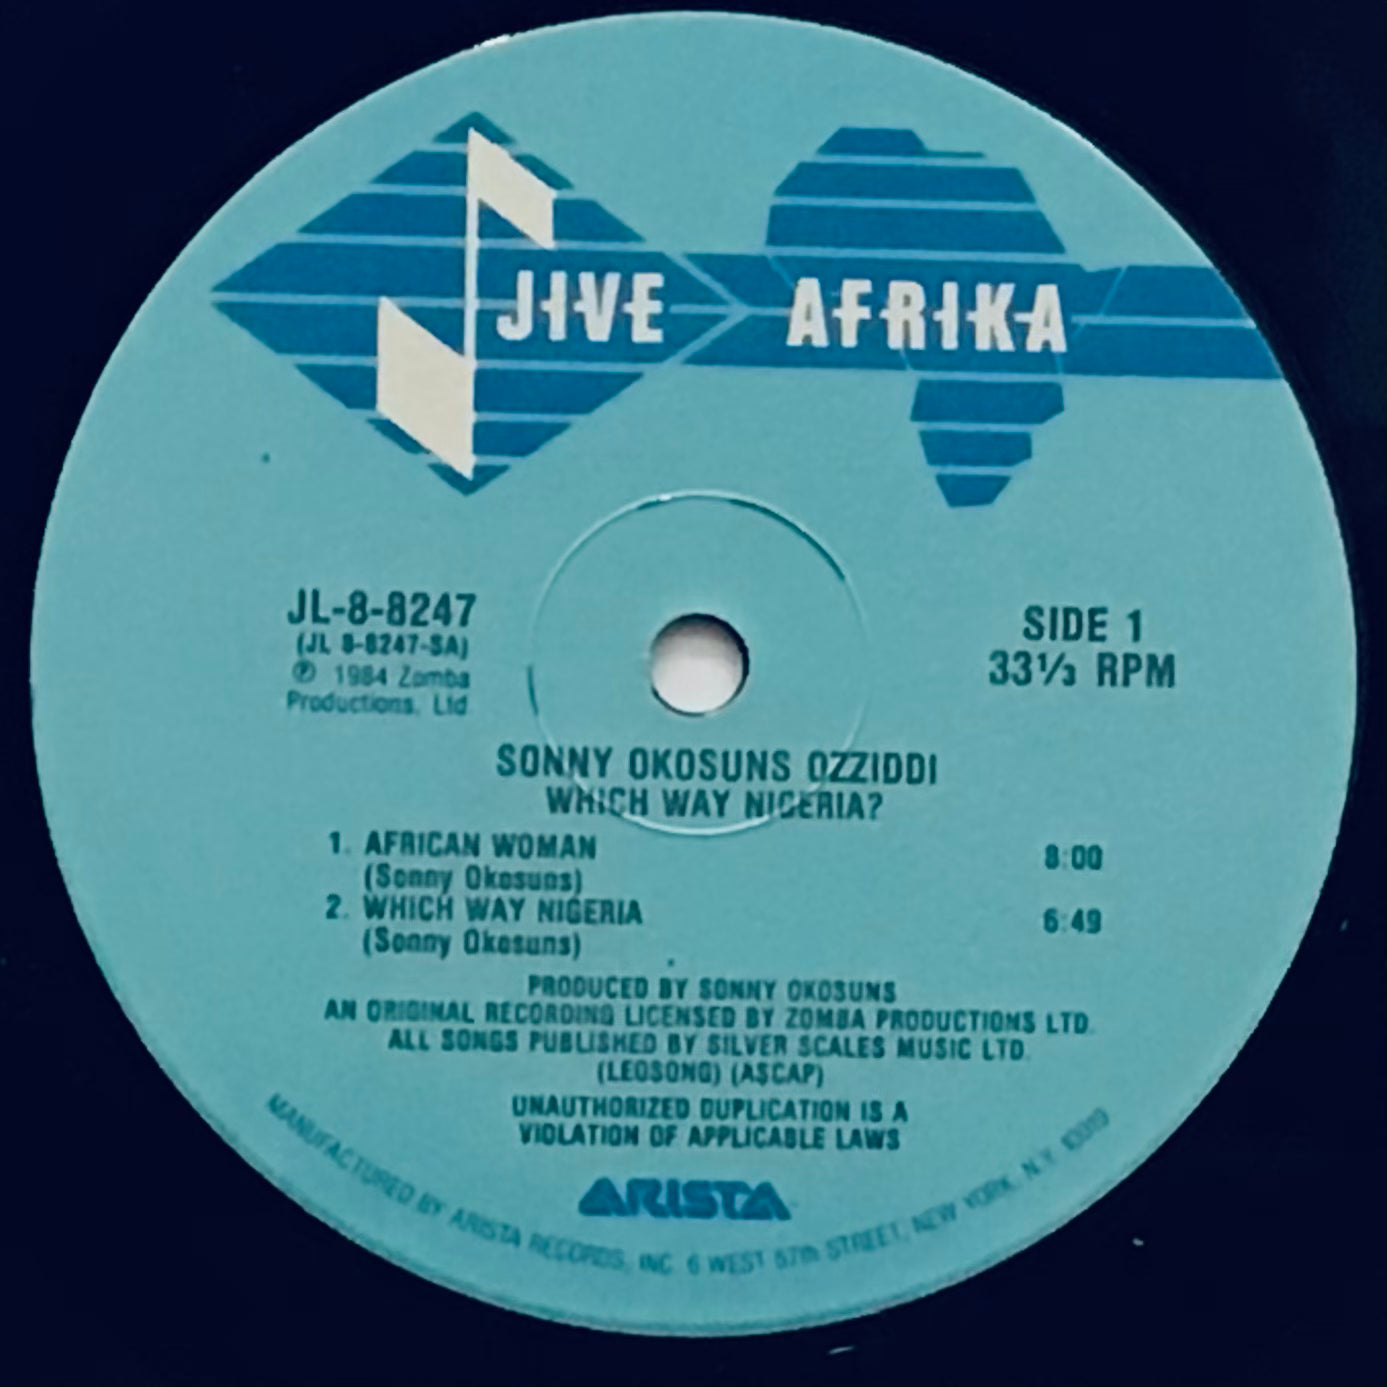 JIVE AFRIKA
JL-8-8247
(JL 8-8247-SA)
℗ 1984 Zomba
Productions, Ltd.
SIDE 1
33⅓ RPM
SONNY OKOSUNS OZZIDDI
WHICH WAY NIGERIA?
1. AFRICAN WOMAN 8:00
(Sonny Okosuns)
2. WHICH WAY NIGERIA 6:49
(Sonny Okosuns)
PRODUCED BY SONNY OKOSUNS
AN ORIGINAL RECORDING LICENSED BY ZOMBA PRODUCTIONS LTD.
ALL SONGS PUBLISHED BY SILVER SCALES MUSIC LTD.
(LEOSONG) (ASCAP)
UNAUTHORIZED DUPLICATION IS A
VIOLATION OF APPLICABLE LAWS
ARISTA
MANUFACTURED BY ARISTA RECORDS, INC. 6 WEST 57th STREET, NEW YORK, N.Y.